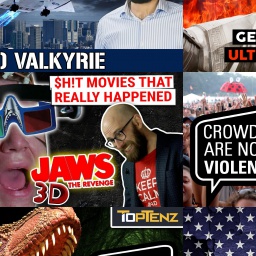 O VALKYRIE
GE
ULT
$H!T MOVIES THAT
REALLY HAPPENED
JAWS
3D THE REVENGE
KEEP
CALM
CROWD
ARE NO
VIOLEN
TOPTENZ